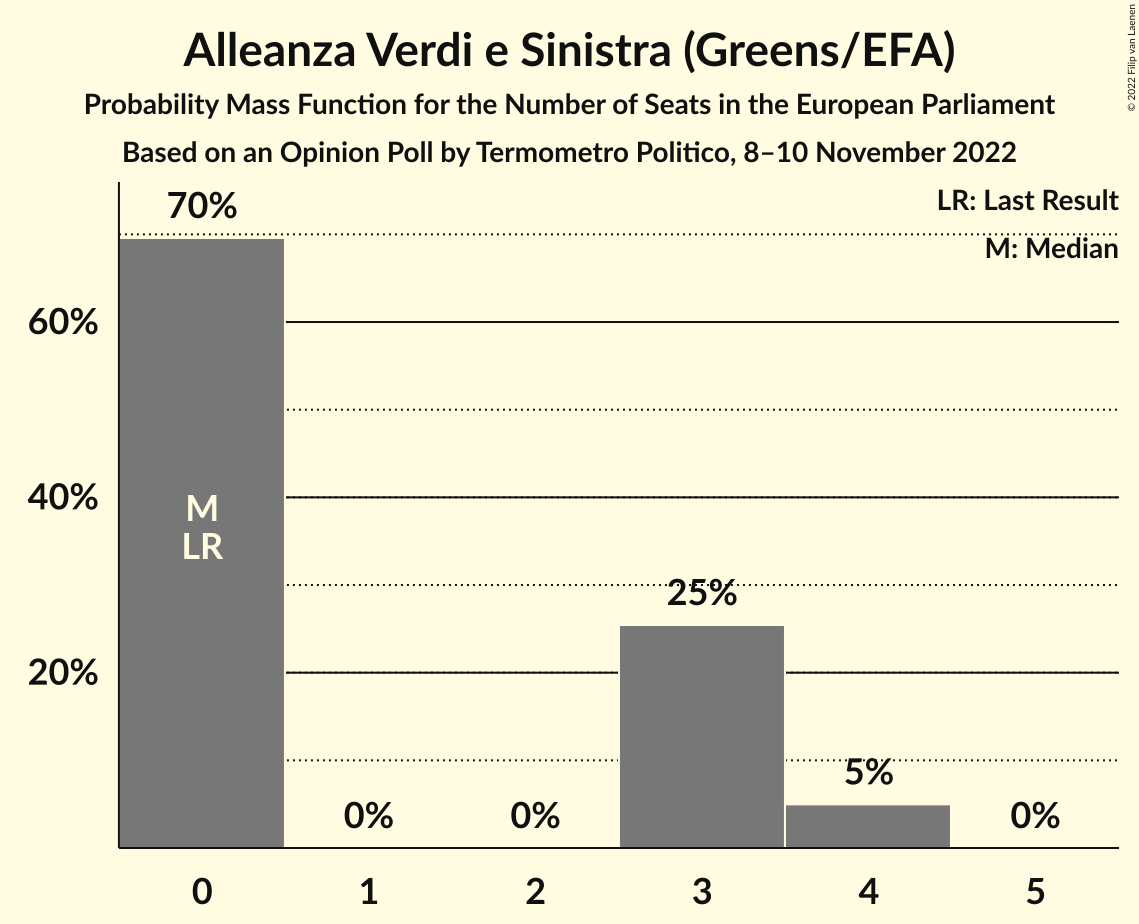 Alleanza Verdi e Sinistra (Greens/EFA)
Probability Mass Function for the Number of Seats in the European Parliament
Based on an Opinion Poll by Termometro Politico, 8–10 November 2022
© 2022 Filip van Laenen
LR: Last Result
M: Median
70%
60%
40%
20%
M
LR
0%
0%
25%
5%
0%
0
1
2
3
4
5